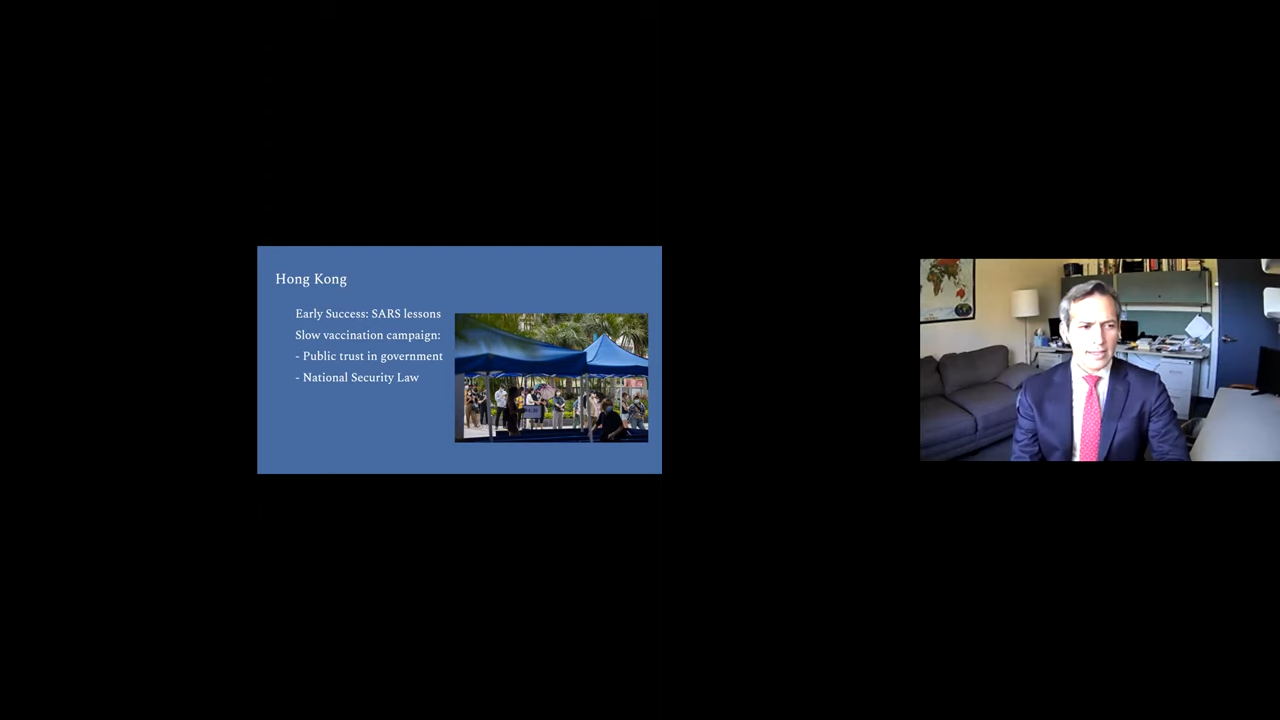 Hong Kong
Early Success: SARS lessons
Slow vaccination campaign:
- Public trust in government
- National Security Law